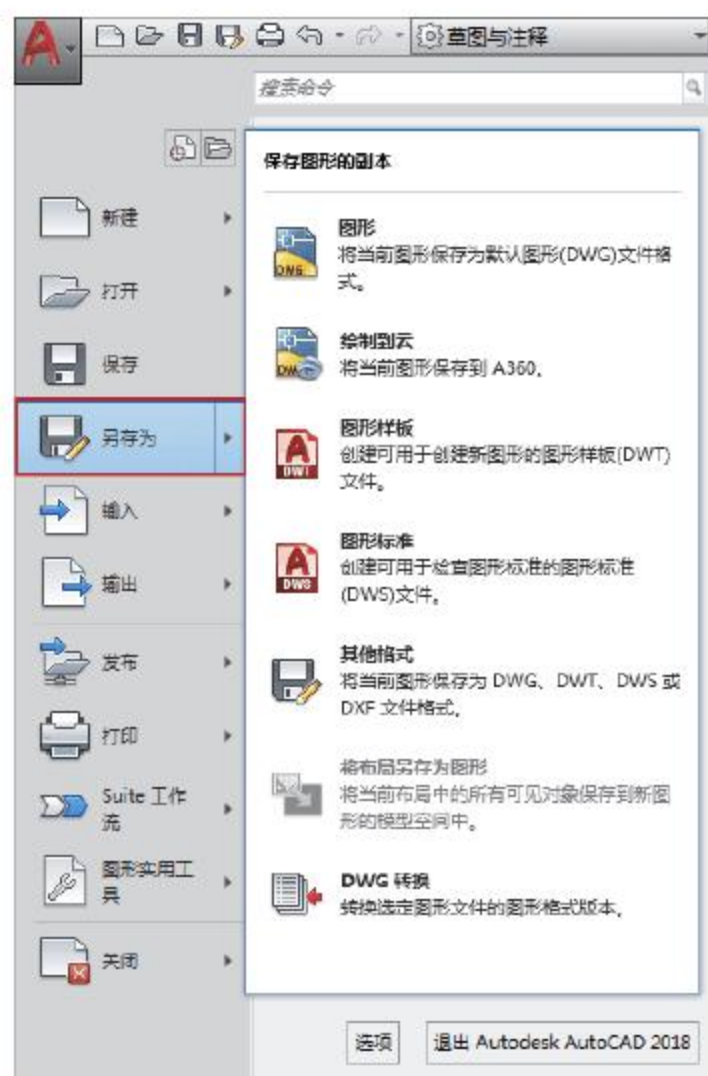 草图与注释
搜索命令
保存图形的副本
新建
打开
保存
另存为
输入
输出
发布
打印
Suite 工作
流
图形实用工
具
关闭
图形
将当前图形保存为默认图形(DWG)文件格
式。
绘制到云
将当前图形保存到 A360。
图形样板
创建可用于创建新图形的图形样板(DWT)
文件。
图形标准
创建可用于检查图形标准的图形标准
(DWS)文件。
其他格式
将当前图形保存为 DWG、DWT、DWS 或
DXF 文件格式。
将布局另存为图形
将当前布局中的所有可见对象保存到新图
形的模型空间中。
DWG 转换
转换选定图形文件的图形格式版本。
DWG
DWG
DWT
DWS
选项
退出 Autodesk AutoCAD 2018